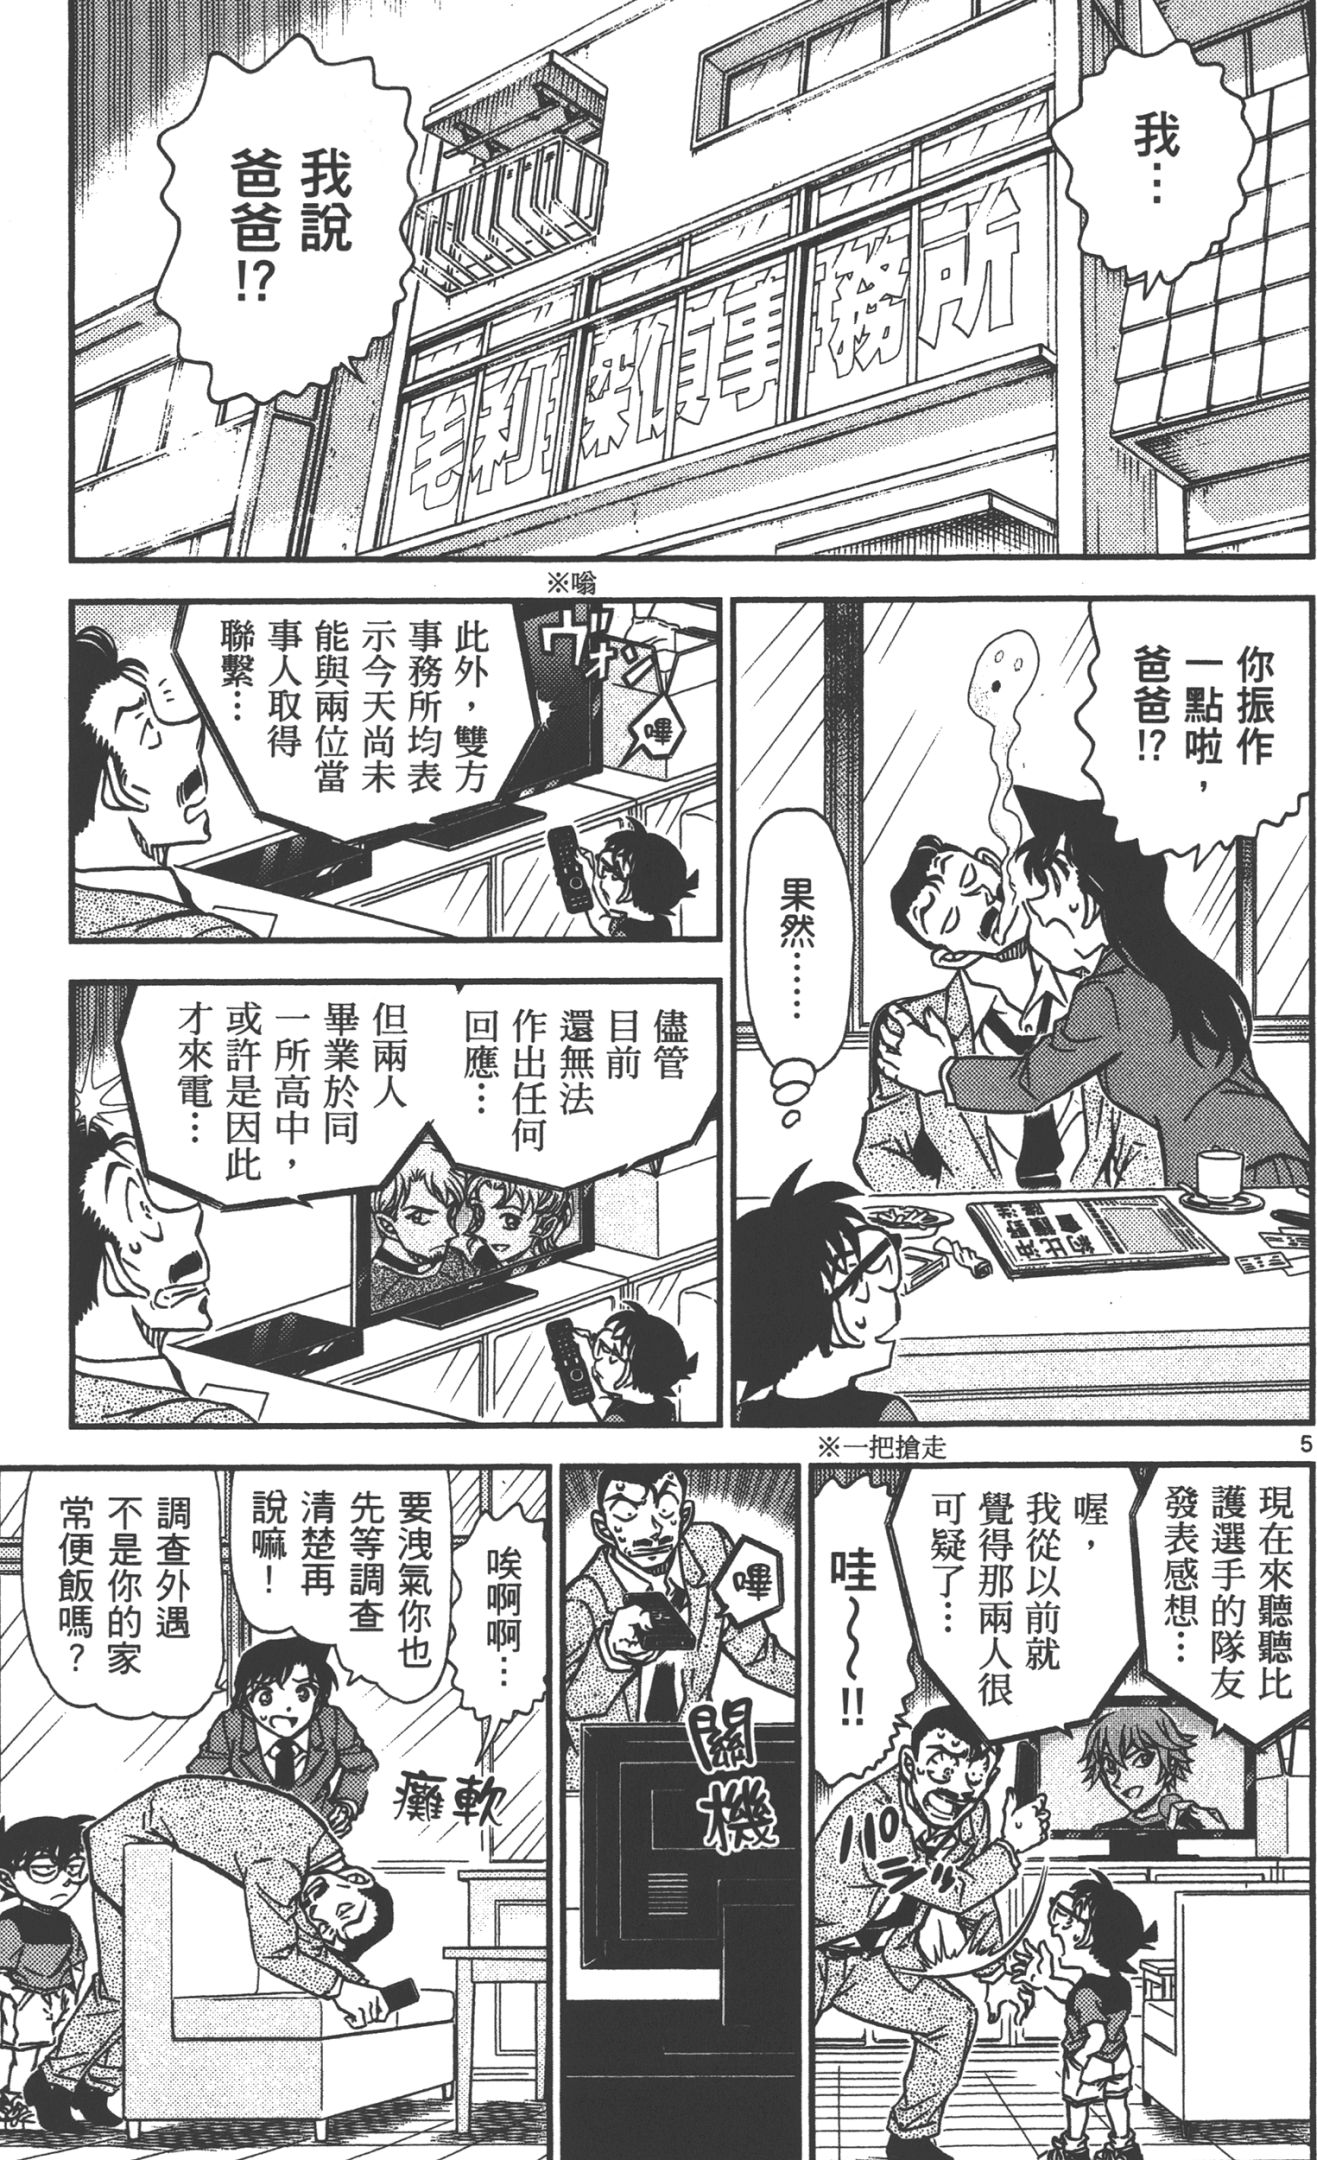 我…
我說
爸爸!?
毛利偵探事務所
你振作
一點啦，
爸爸!?
果然……
※嗡
ヴォン
嗶
此外，雙方
事務所均表
示今天尚未
能與兩位當
事人取得
聯繫…
儘管
目前
還無法
作出任何
回應…
但兩人
畢業於同
一所高中，
或許是因此
才來電…
5
※一把搶走
現在來聽聽比
護選手的隊友
發表感想…
喔，
我從以前就
覺得那兩人很
可疑了…
哇～～!!
バッ
嗶
關機
唉啊啊…
癱軟
要洩氣你也
先等調查
清楚再
說嘛！
調查外遇
不是你的家
常便飯嗎？